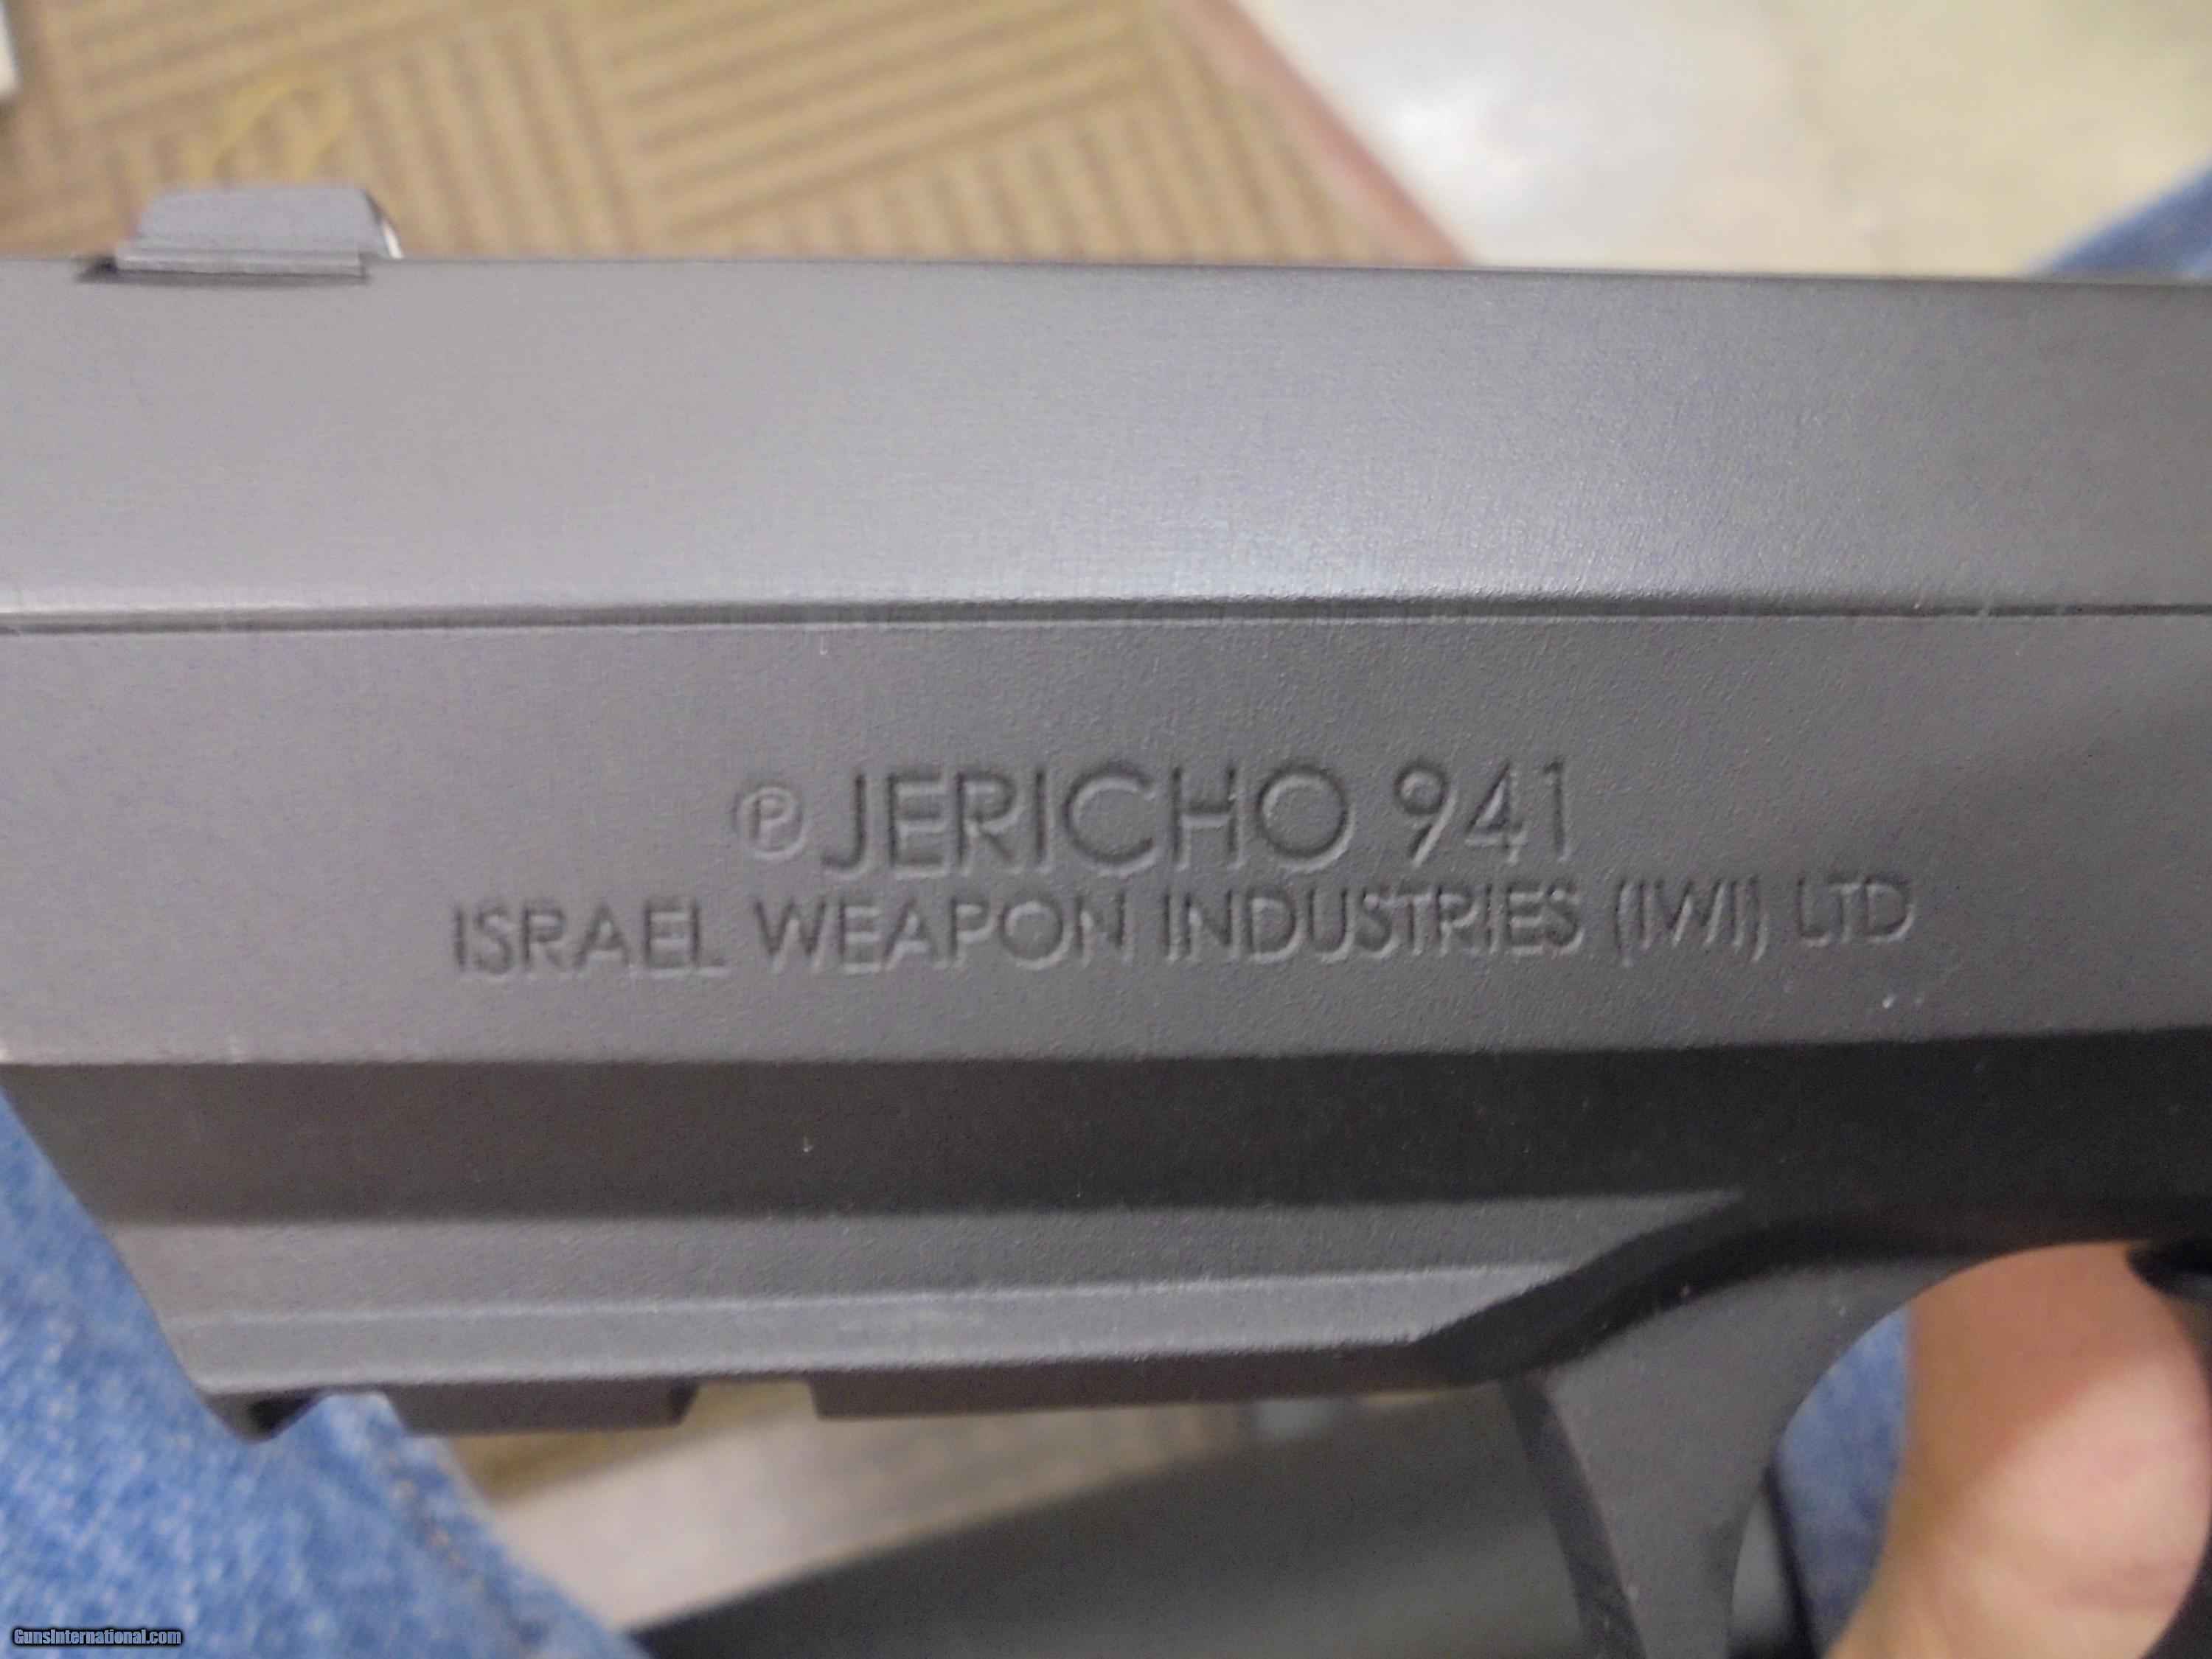 ℗ JERICHO 941
ISRAEL WEAPON INDUSTRIES (IWI) LTD
GunsInternational.com